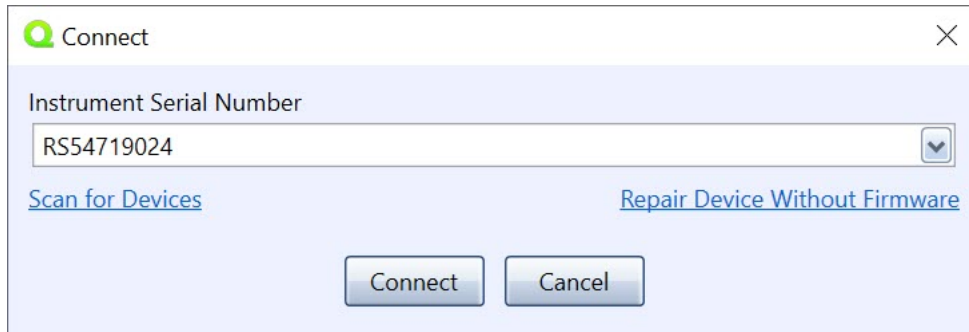 Connect
Instrument Serial Number
RS54719024
Scan for Devices Repair Device Without Firmware
Connect Cancel